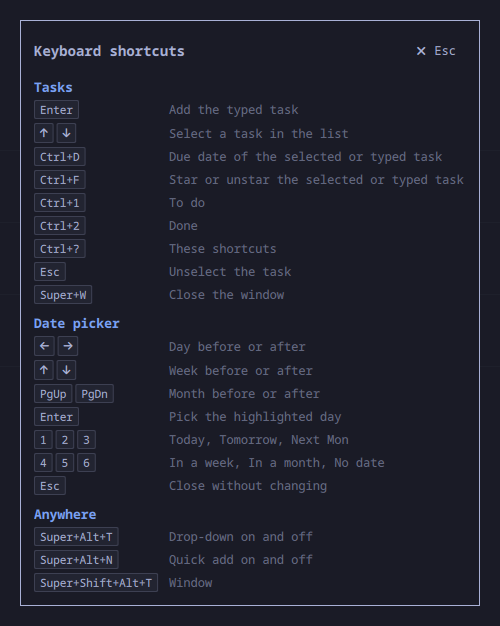 Keyboard shortcuts ✕ Esc
Tasks
Enter Add the typed task
↑ ↓ Select a task in the list
Ctrl+D Due date of the selected or typed task
Ctrl+F Star or unstar the selected or typed task
Ctrl+1 To do
Ctrl+2 Done
Ctrl+? These shortcuts
Esc Unselect the task
Super+W Close the window
Date picker
← → Day before or after
↑ ↓ Week before or after
PgUp PgDn Month before or after
Enter Pick the highlighted day
1 2 3 Today, Tomorrow, Next Mon
4 5 6 In a week, In a month, No date
Esc Close without changing
Anywhere
Super+Alt+T Drop-down on and off
Super+Alt+N Quick add on and off
Super+Shift+Alt+T Window